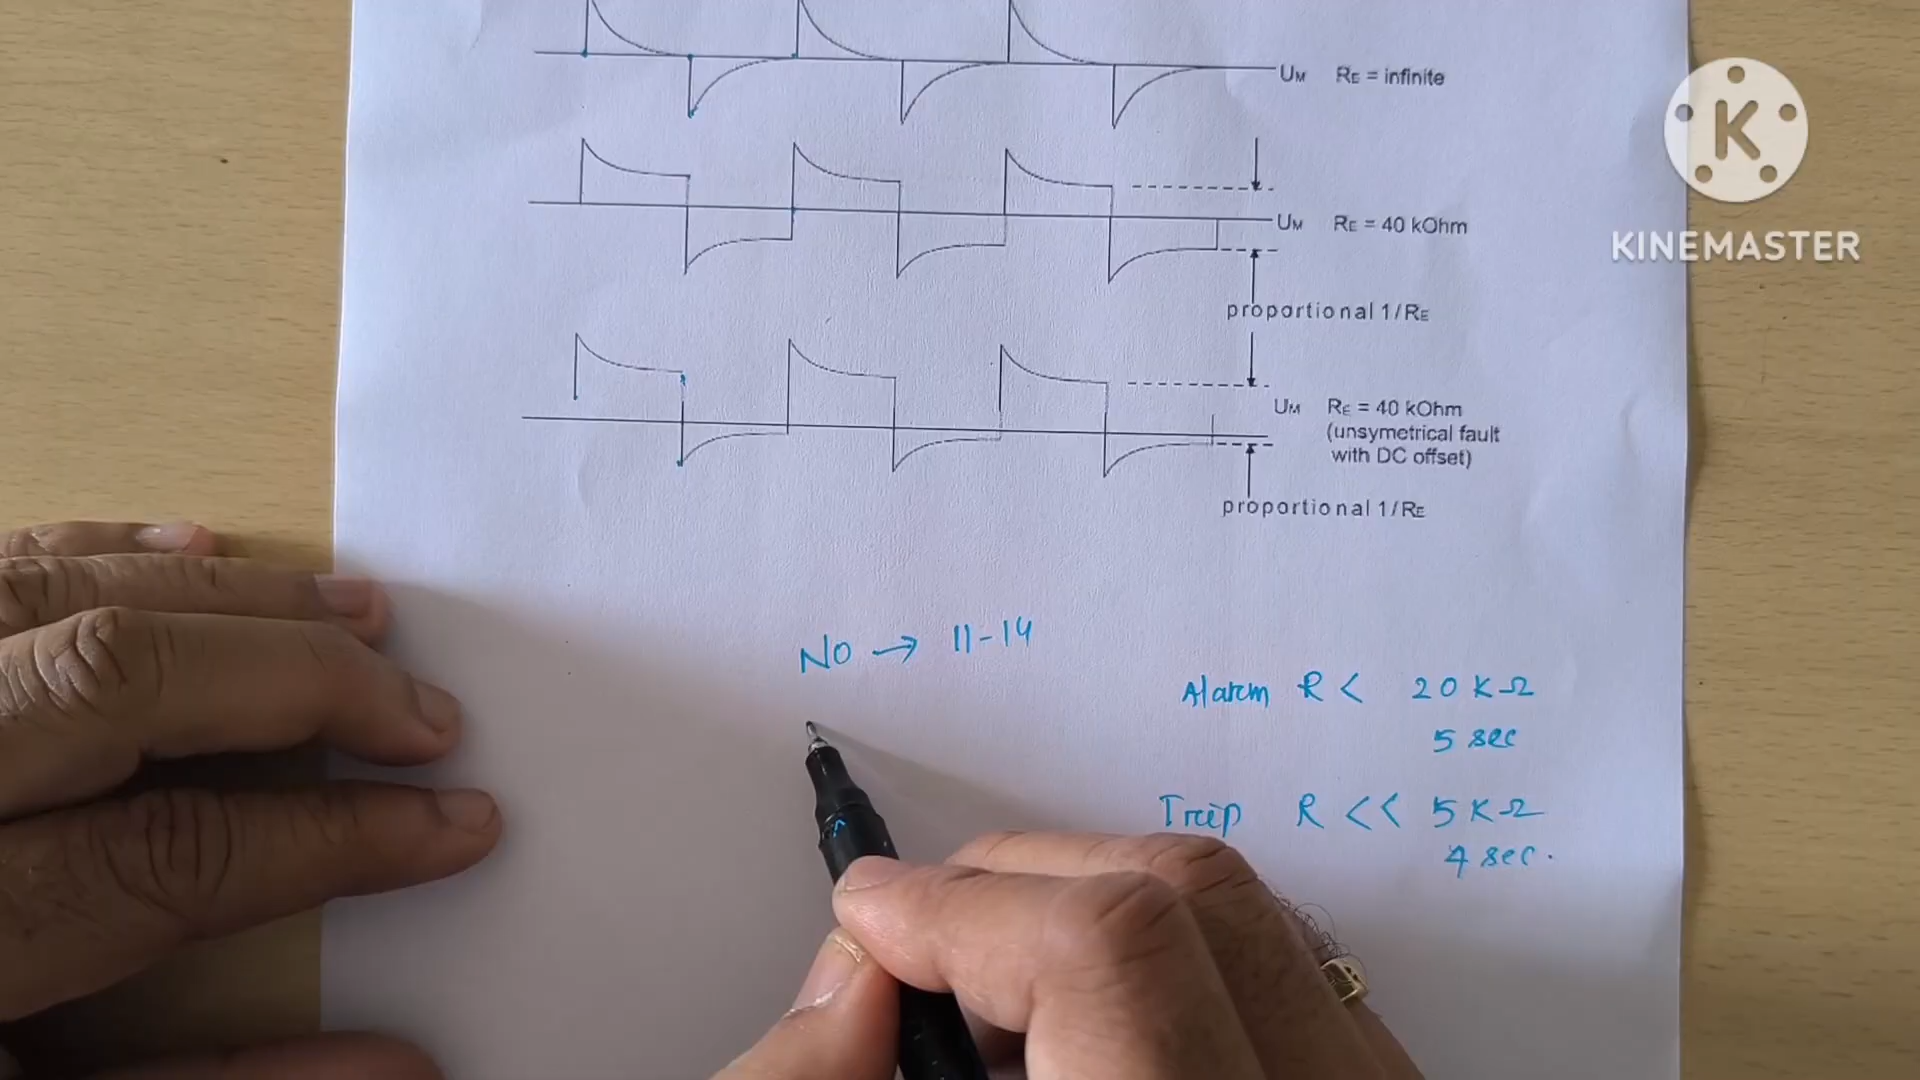 UM RE = infinite
K
KINEMASTER
UM RE = 40 kOhm
proportional 1/RE
UM RE = 40 kOhm
(unsymetrical fault
with DC offset)
proportional 1/RE
NO → 11-14
Alarm R < 20 KΩ
5 sec
Trip R << 5 KΩ
4 sec.